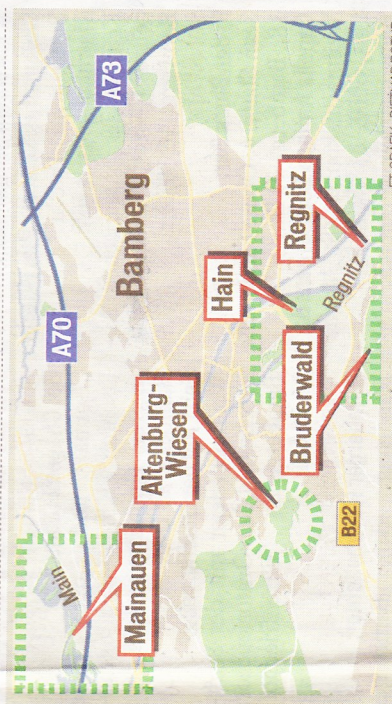 Main
Mainauen
A70
A73
Bamberg
Altenburg-
Wiesen
Hain
Regnitz
Regnitz
Bruderwald
B22